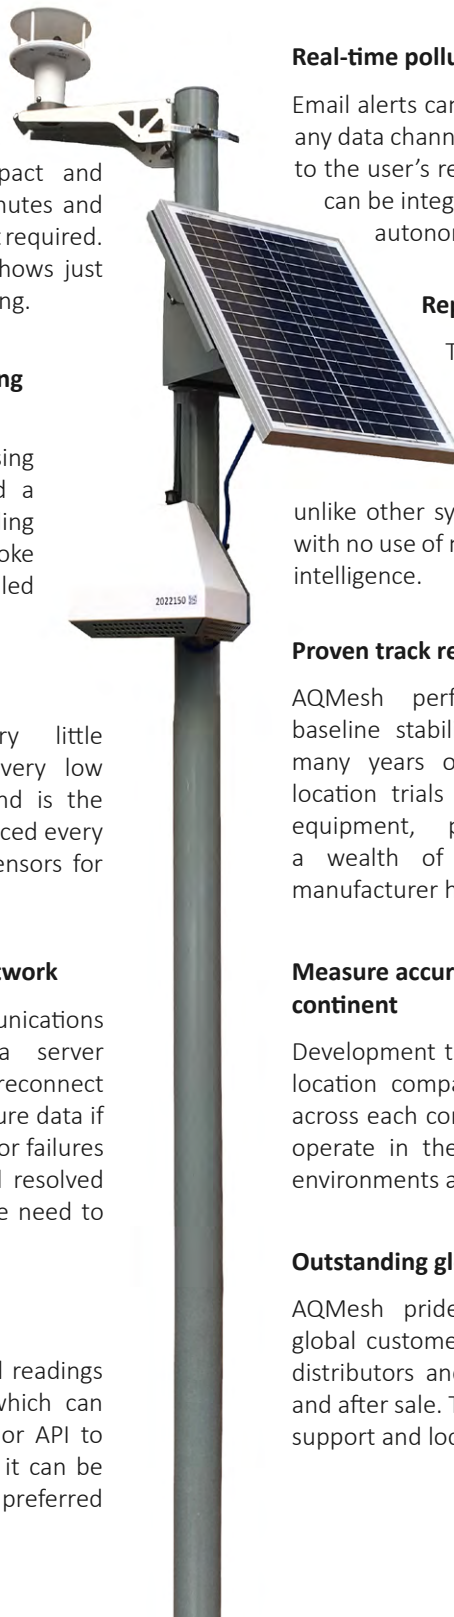 pact and
nutes and
required.
hows just
ng.
ng
sing
d a
ing
oke
led
ry little
very low
nd is the
ced every
ensors for
twork
unications
a server
reconnect
ure data if
or failures
resolved
e need to
readings
which can
or API to
it can be
preferred
2022150
Real-time pollu
Email alerts car
any data chann
to the user's re
can be integ
autonor
Rep
T
unlike other sy
with no use of r
intelligence.
Proven track re
AQMesh perf
baseline stabil
many years o
location trials
equipment, p
a wealth of
manufacturer h
Measure accur
continent
Development t
location compa
across each cor
operate in the
environments a
Outstanding gl
AQMesh pride
global custome
distributors and
and after sale. T
support and loc